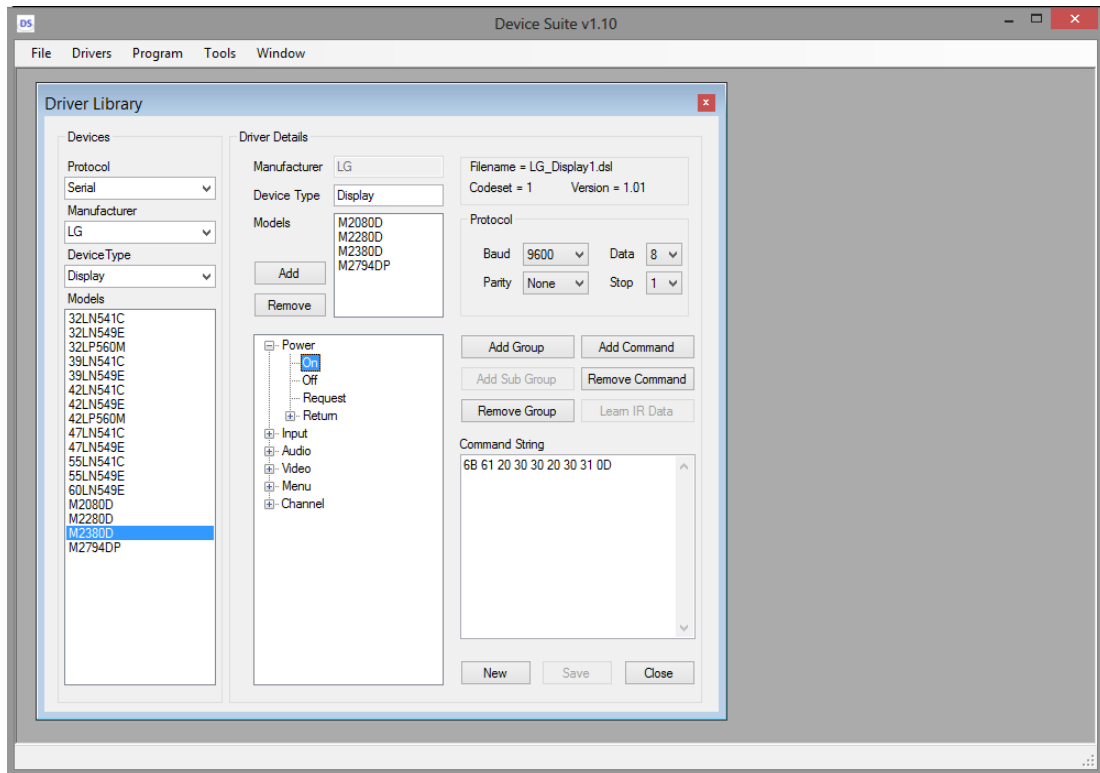 DS Device Suite v1.10
File Drivers Program Tools Window
Driver Library
Devices
Protocol
Serial
Manufacturer
LG
DeviceType
Display
Models
32LN541C
32LN549E
32LP560M
39LN541C
39LN549E
42LN541C
42LN549E
42LP560M
47LN541C
47LN549E
55LN541C
55LN549E
60LN549E
M2080D
M2280D
M2380D
M2794DP
Driver Details
Manufacturer LG
Device Type Display
Models
M2080D
M2280D
M2380D
M2794DP
Add
Remove
Filename = LG_Display1.dsl
Codeset = 1 Version = 1.01
Protocol
Baud 9600 Data 8
Parity None Stop 1
Power
On
Off
Request
Return
Input
Audio
Video
Menu
Channel
Add Group Add Command
Add Sub Group Remove Command
Remove Group Learn IR Data
Command String
6B 61 20 30 30 20 30 31 0D
New Save Close